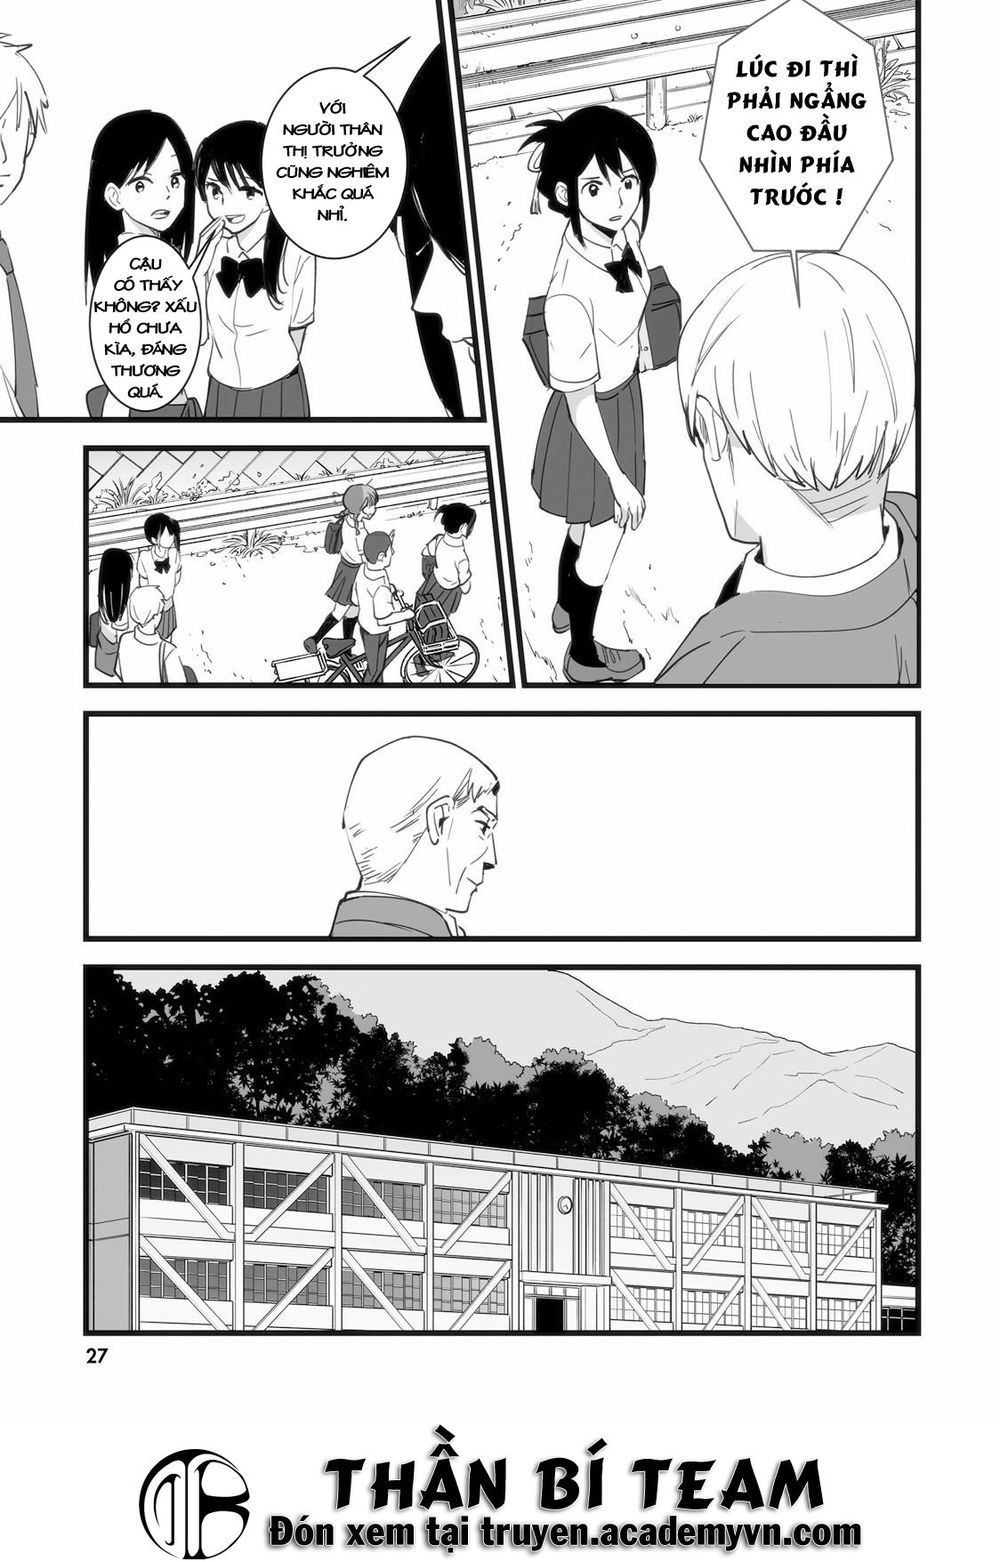 LÚC ĐI THÌ
PHẢI NGẨNG
CAO ĐẦU
NHÌN PHÍA
TRƯỚC !
VỚI
NGƯỜI THÂN
THỊ TRƯỞNG
CŨNG NGHIÊM
KHẮC QUÁ
NHỈ.
CẬU
CÓ THẤY
KHÔNG? XẤU
HỔ CHƯA
KÌA, ĐÁNG
THƯƠNG
QUÁ.
27
THẦN BÍ TEAM
Đón xem tại truyen.academyvn.com